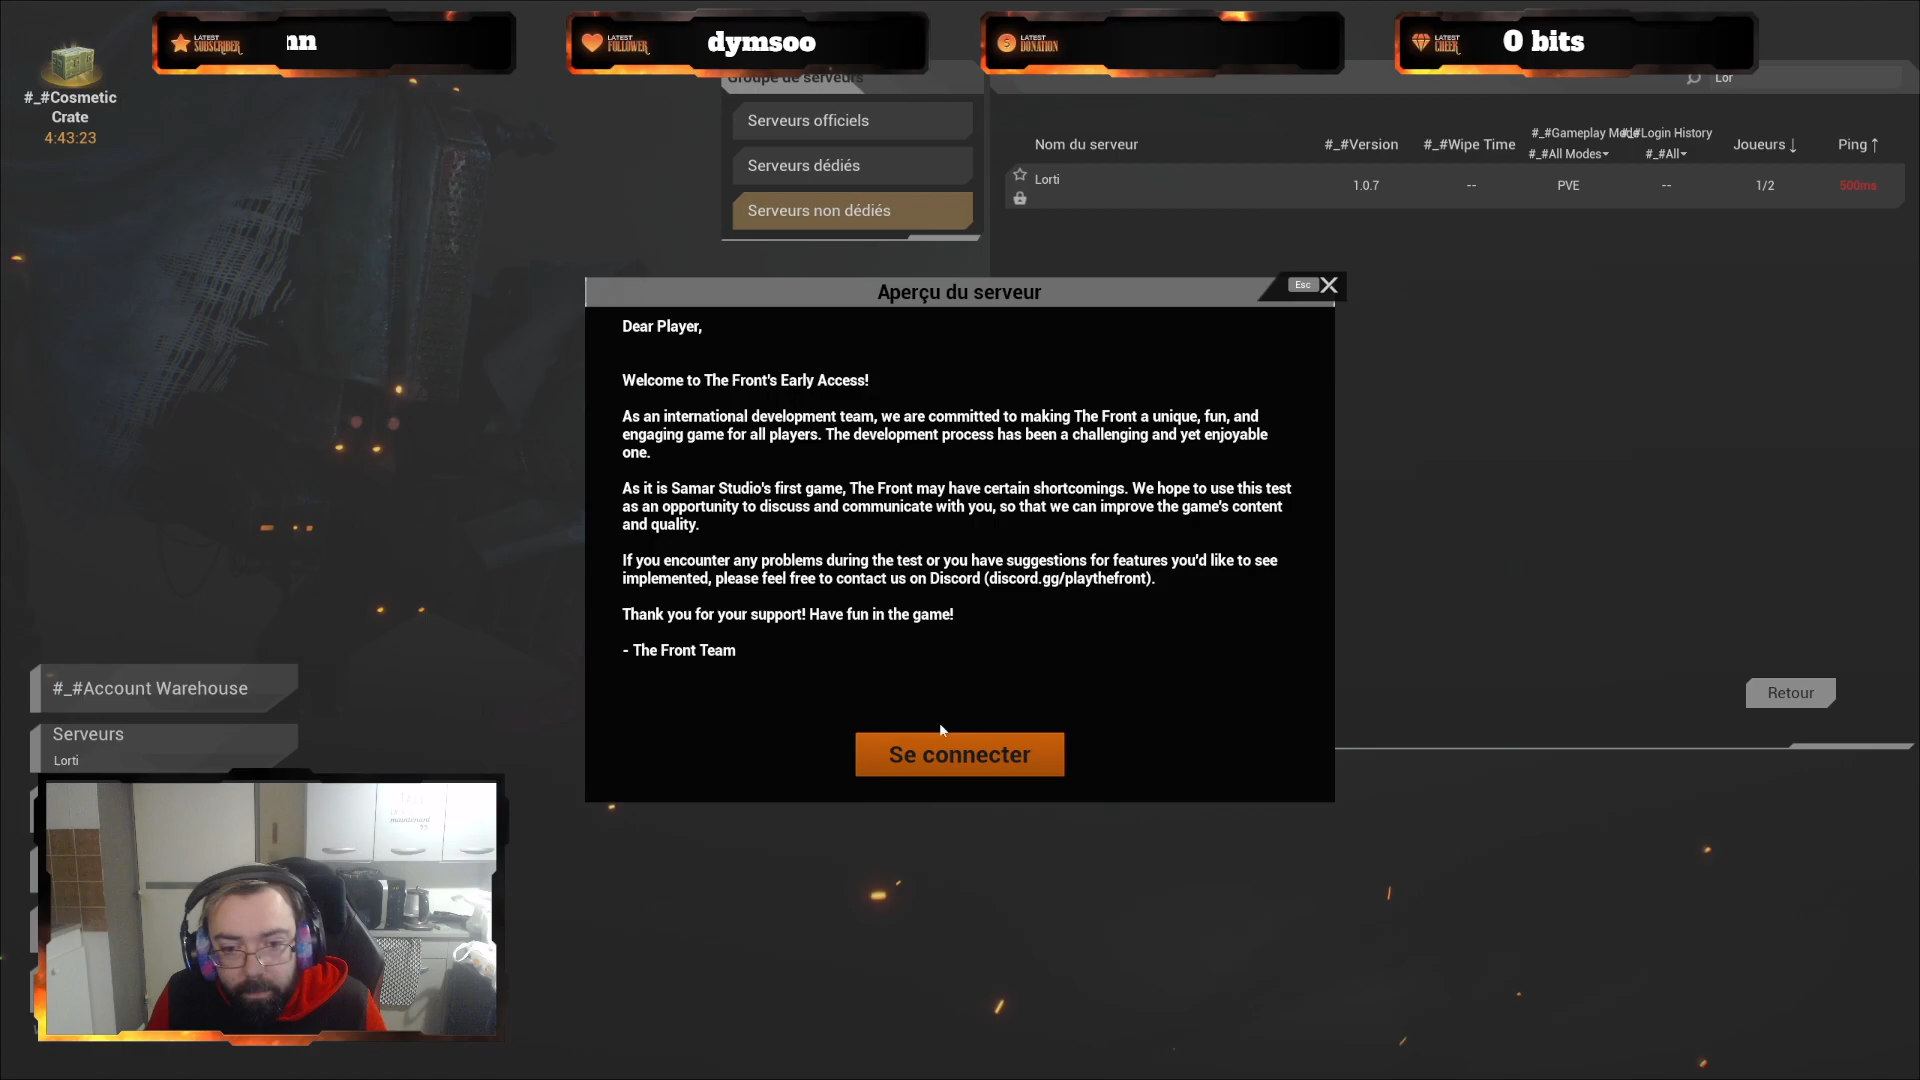 LATEST SUBSCRIBER
nn
LATEST FOLLOWER
dymsoo
LATEST DONATION
LATEST CHEER
0 bits
#_#Cosmetic
Crate
4:43:23
Groupe de serveurs
Serveurs officiels
Serveurs dédiés
Serveurs non dédiés
Lor
Nom du serveur
#_#Version
#_#Wipe Time
#_#Gameplay Mode
#_#All Modes
#_#Login History
#_#All
Joueurs ↓
Ping ↑
Lorti
1.0.7
--
PVE
--
1/2
500ms
Aperçu du serveur
Esc
Dear Player,
Welcome to The Front's Early Access!
As an international development team, we are committed to making The Front a unique, fun, and
engaging game for all players. The development process has been a challenging and yet enjoyable
one.
As it is Samar Studio's first game, The Front may have certain shortcomings. We hope to use this test
as an opportunity to discuss and communicate with you, so that we can improve the game's content
and quality.
If you encounter any problems during the test or you have suggestions for features you'd like to see
implemented, please feel free to contact us on Discord (discord.gg/playthefront).
Thank you for your support! Have fun in the game!
- The Front Team
Se connecter
Retour
#_#Account Warehouse
Serveurs
Lorti
maintenant